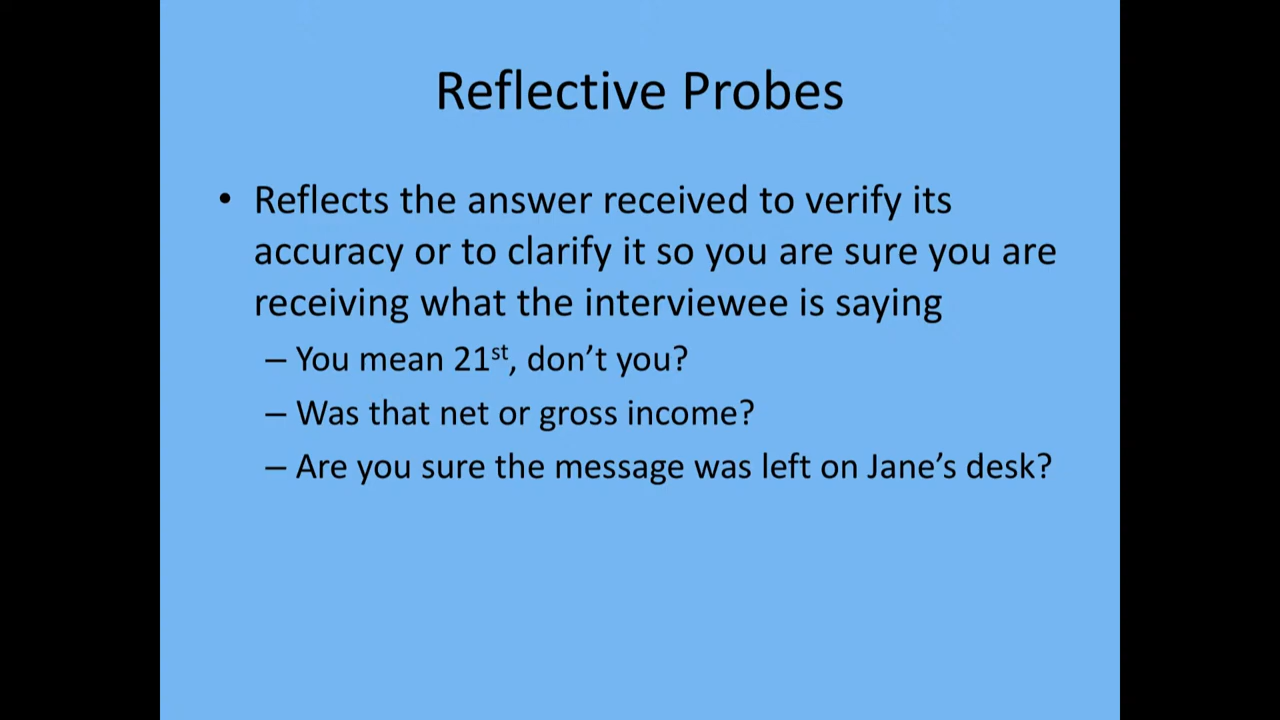 Reflective Probes
• Reflects the answer received to verify its
accuracy or to clarify it so you are sure you are
receiving what the interviewee is saying
– You mean 21st, don’t you?
– Was that net or gross income?
– Are you sure the message was left on Jane’s desk?